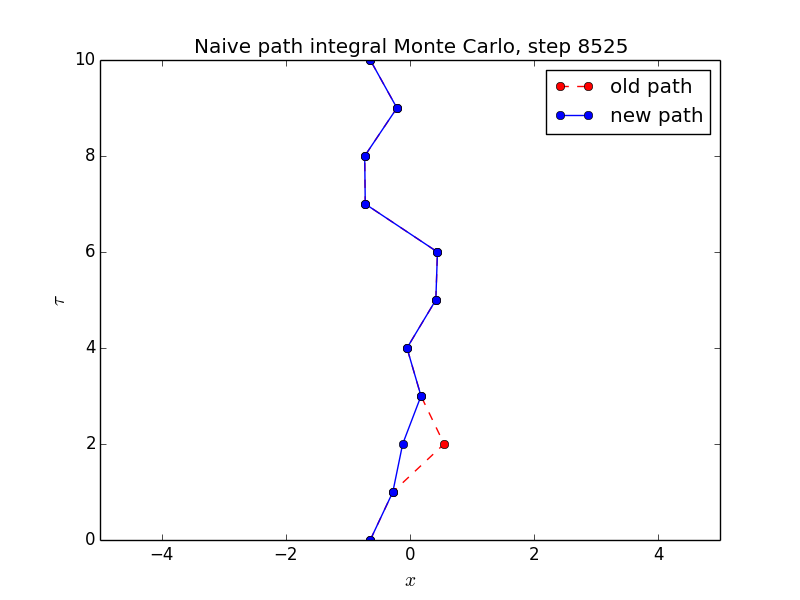 Naive path integral Monte Carlo, step 8525
10
old path
new path
8
6
τ
4
2
0
−4
−2
0
2
4
x